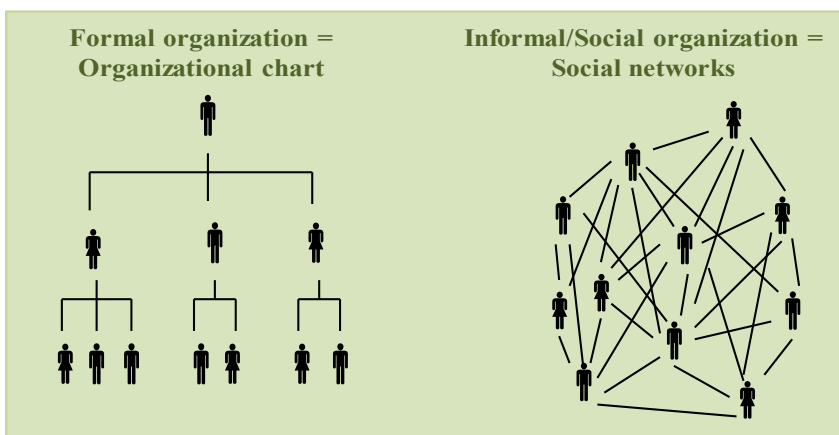 Formal organization =
Organizational chart
Informal/Social organization =
Social networks